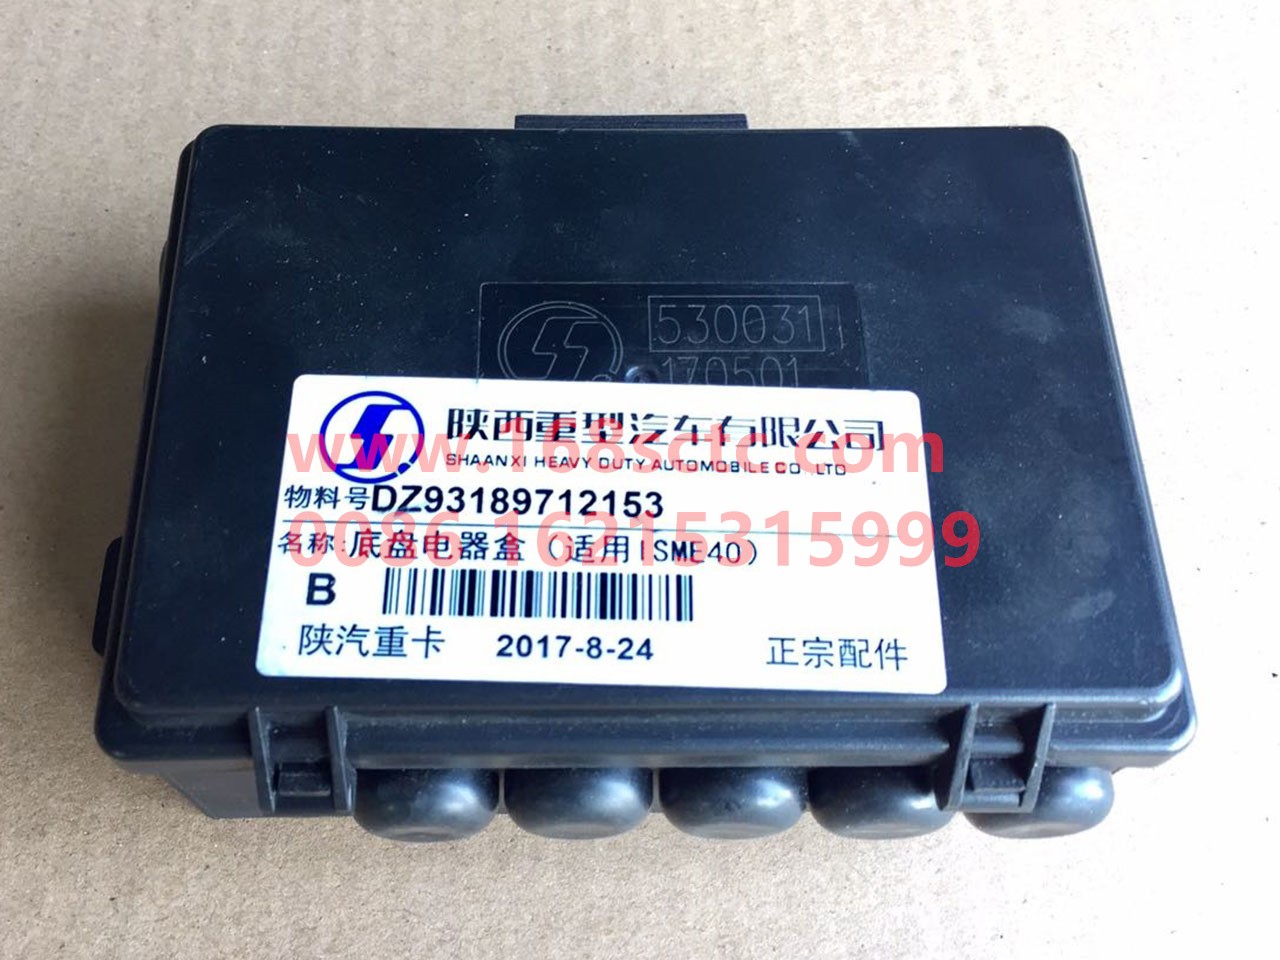 530031
170501
陕西重型汽车有限公司
www.168sctc.com
SHAANXI HEAVY DUTY AUTOMOBILE CO.,LTD
物料号DZ93189712153
0086 16215315999
名称:底盘电器盒（适用ISME40）
B
陕汽重卡 2017-8-24 正宗配件